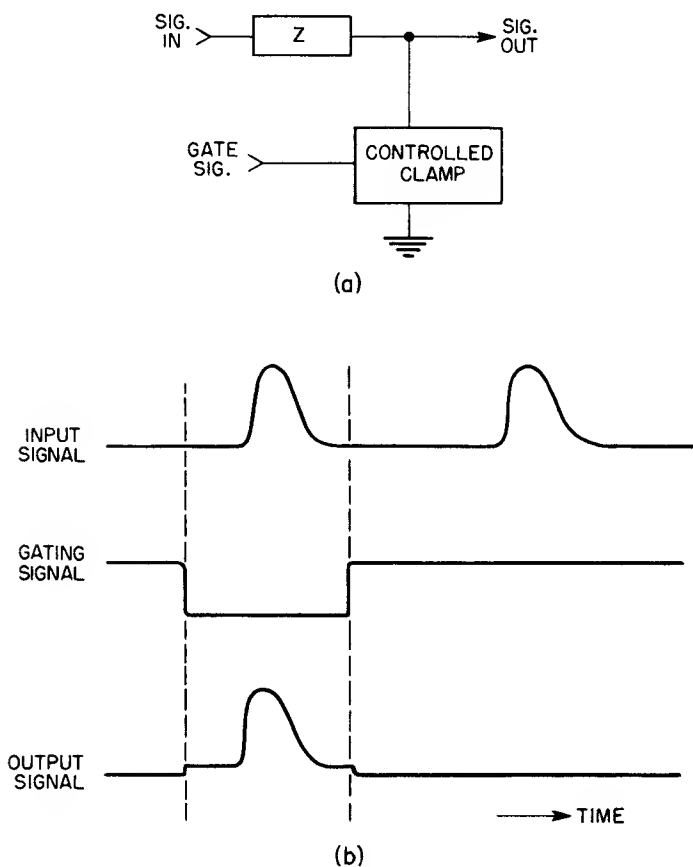 SIG.
IN
Z
SIG.
OUT
GATE
SIG.
CONTROLLED
CLAMP
(a)
INPUT
SIGNAL
GATING
SIGNAL
OUTPUT
SIGNAL
TIME
(b)